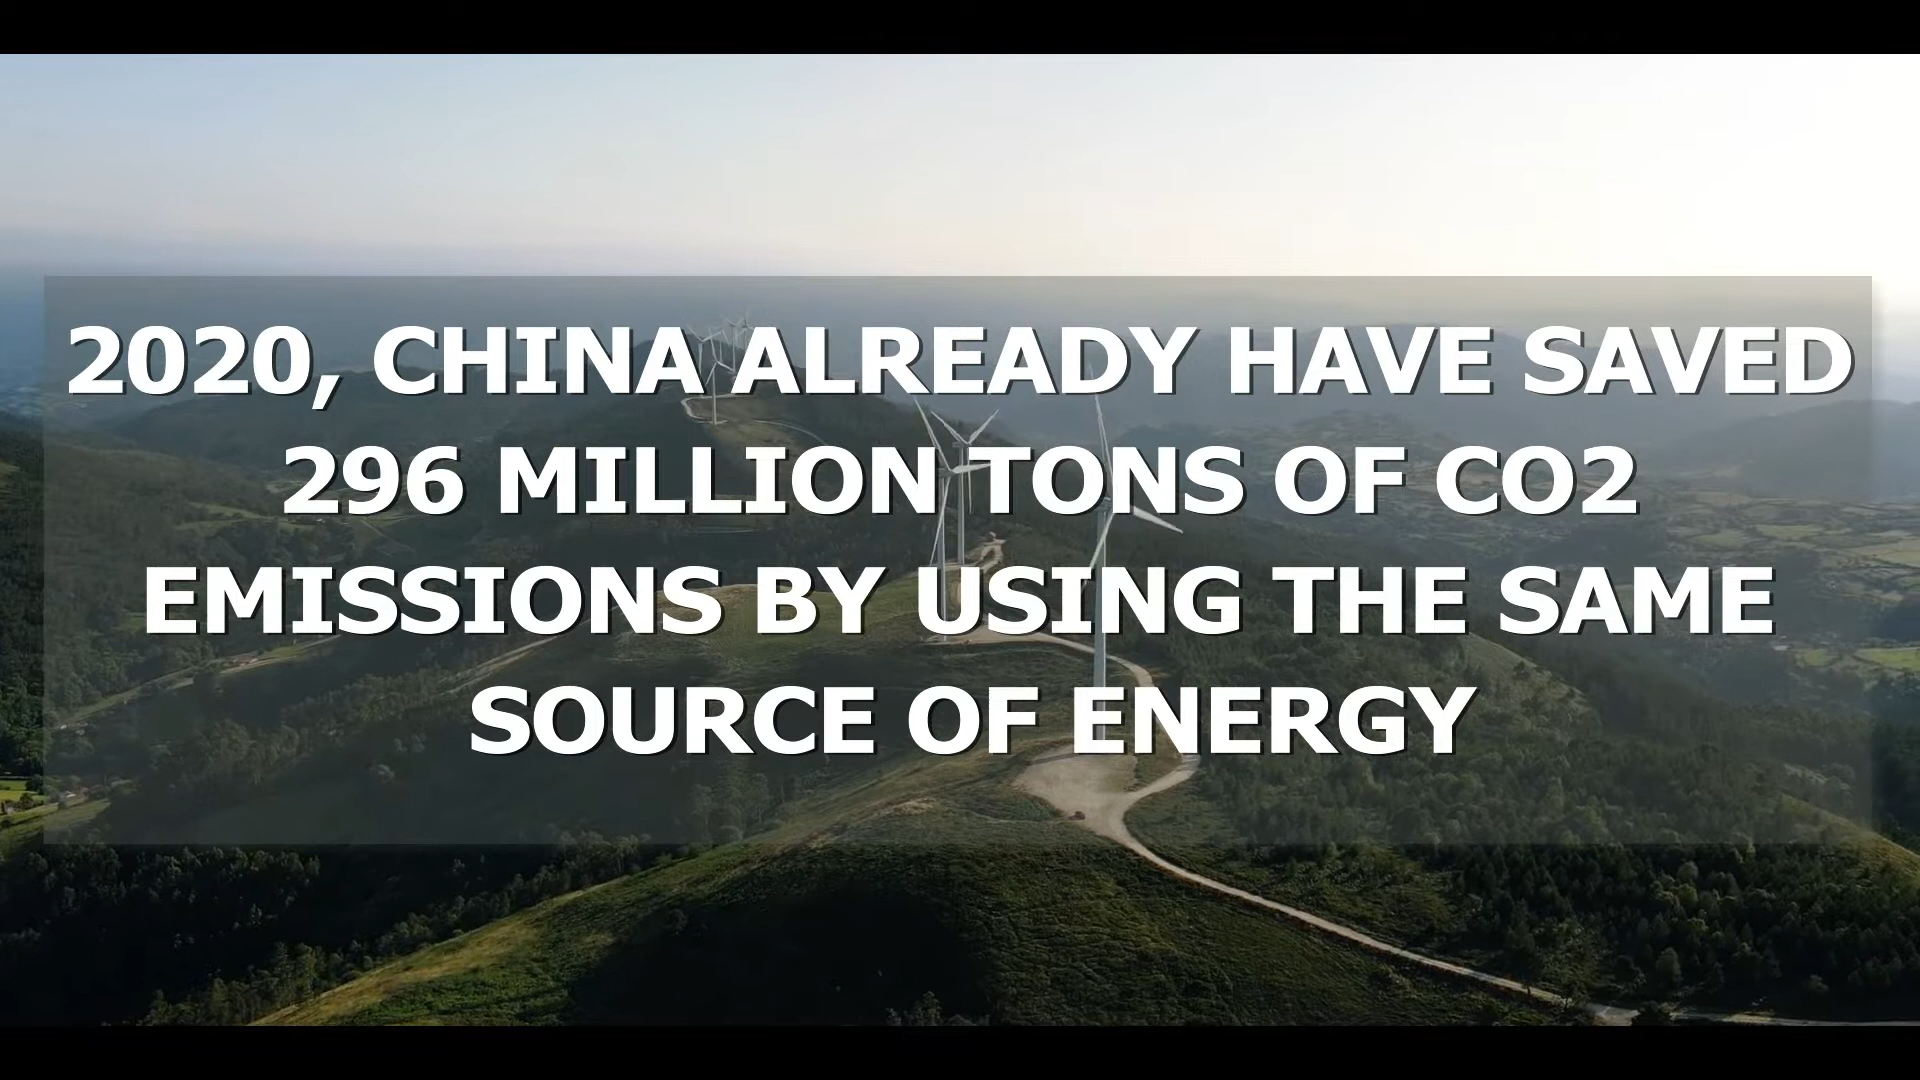 2020, CHINA ALREADY HAVE SAVED
296 MILLION TONS OF CO2
EMISSIONS BY USING THE SAME
SOURCE OF ENERGY